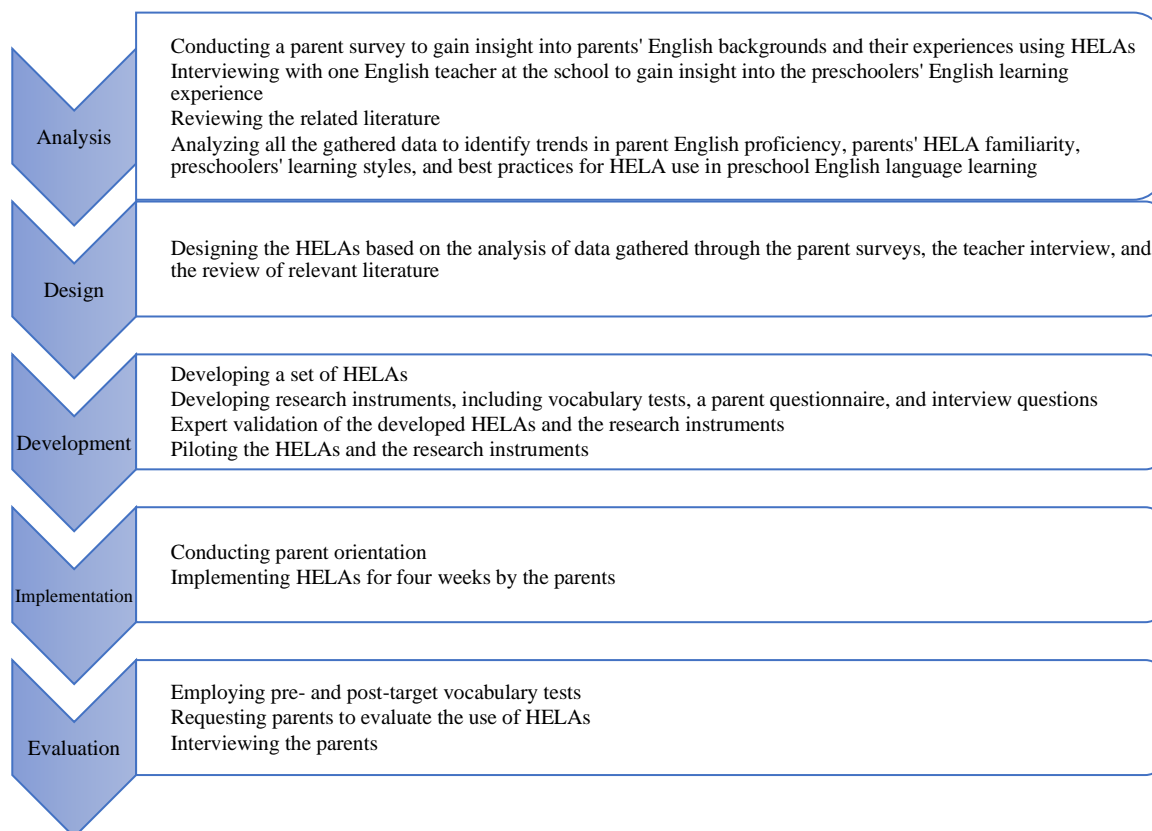 Analysis
Conducting a parent survey to gain insight into parents' English backgrounds and their experiences using HELAs
Interviewing with one English teacher at the school to gain insight into the preschoolers' English learning
experience
Reviewing the related literature
Analyzing all the gathered data to identify trends in parent English proficiency, parents' HELA familiarity,
preschoolers' learning styles, and best practices for HELA use in preschool English language learning
Design
Designing the HELAs based on the analysis of data gathered through the parent surveys, the teacher interview, and
the review of relevant literature
Development
Developing a set of HELAs
Developing research instruments, including vocabulary tests, a parent questionnaire, and interview questions
Expert validation of the developed HELAs and the research instruments
Piloting the HELAs and the research instruments
Implementation
Conducting parent orientation
Implementing HELAs for four weeks by the parents
Evaluation
Employing pre- and post-target vocabulary tests
Requesting parents to evaluate the use of HELAs
Interviewing the parents